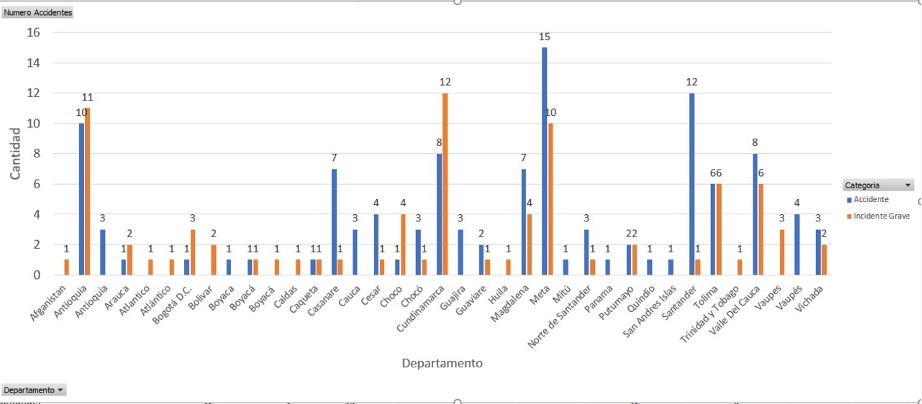 Numero Accidentes
16
14
12
10
8
6
4
2
0
Cantidad
1
10
11
3
1
2
1
1
1
3
2
1
1
1
1
1
1
1
7
1
3
4
1
1
4
3
1
8
12
3
2
1
1
7
4
15
10
1
3
1
1
2
2
1
1
12
1
6
6
1
8
6
3
4
3
2
Afganistan
Antioquia
Antioquía
Arauca
Atlantico
Atlántico
Bogotá D.C.
Bolivar
Boyaca
Boyacá
Boyacá
Caldas
Caqueta
Casanare
Cauca
Cesar
Choco
Chocó
Cundinamarca
Guajira
Guaviare
Huila
Magdalena
Meta
Mitú
Norte de Santander
Panama
Putumayo
Quindio
San Andres Islas
Santander
Tolima
Trinidad y Tobago
Valle Del Cauca
Vaupes
Vaupés
Vichada
Departamento
Categoria
Accidente
Incidente Grave
Departamento